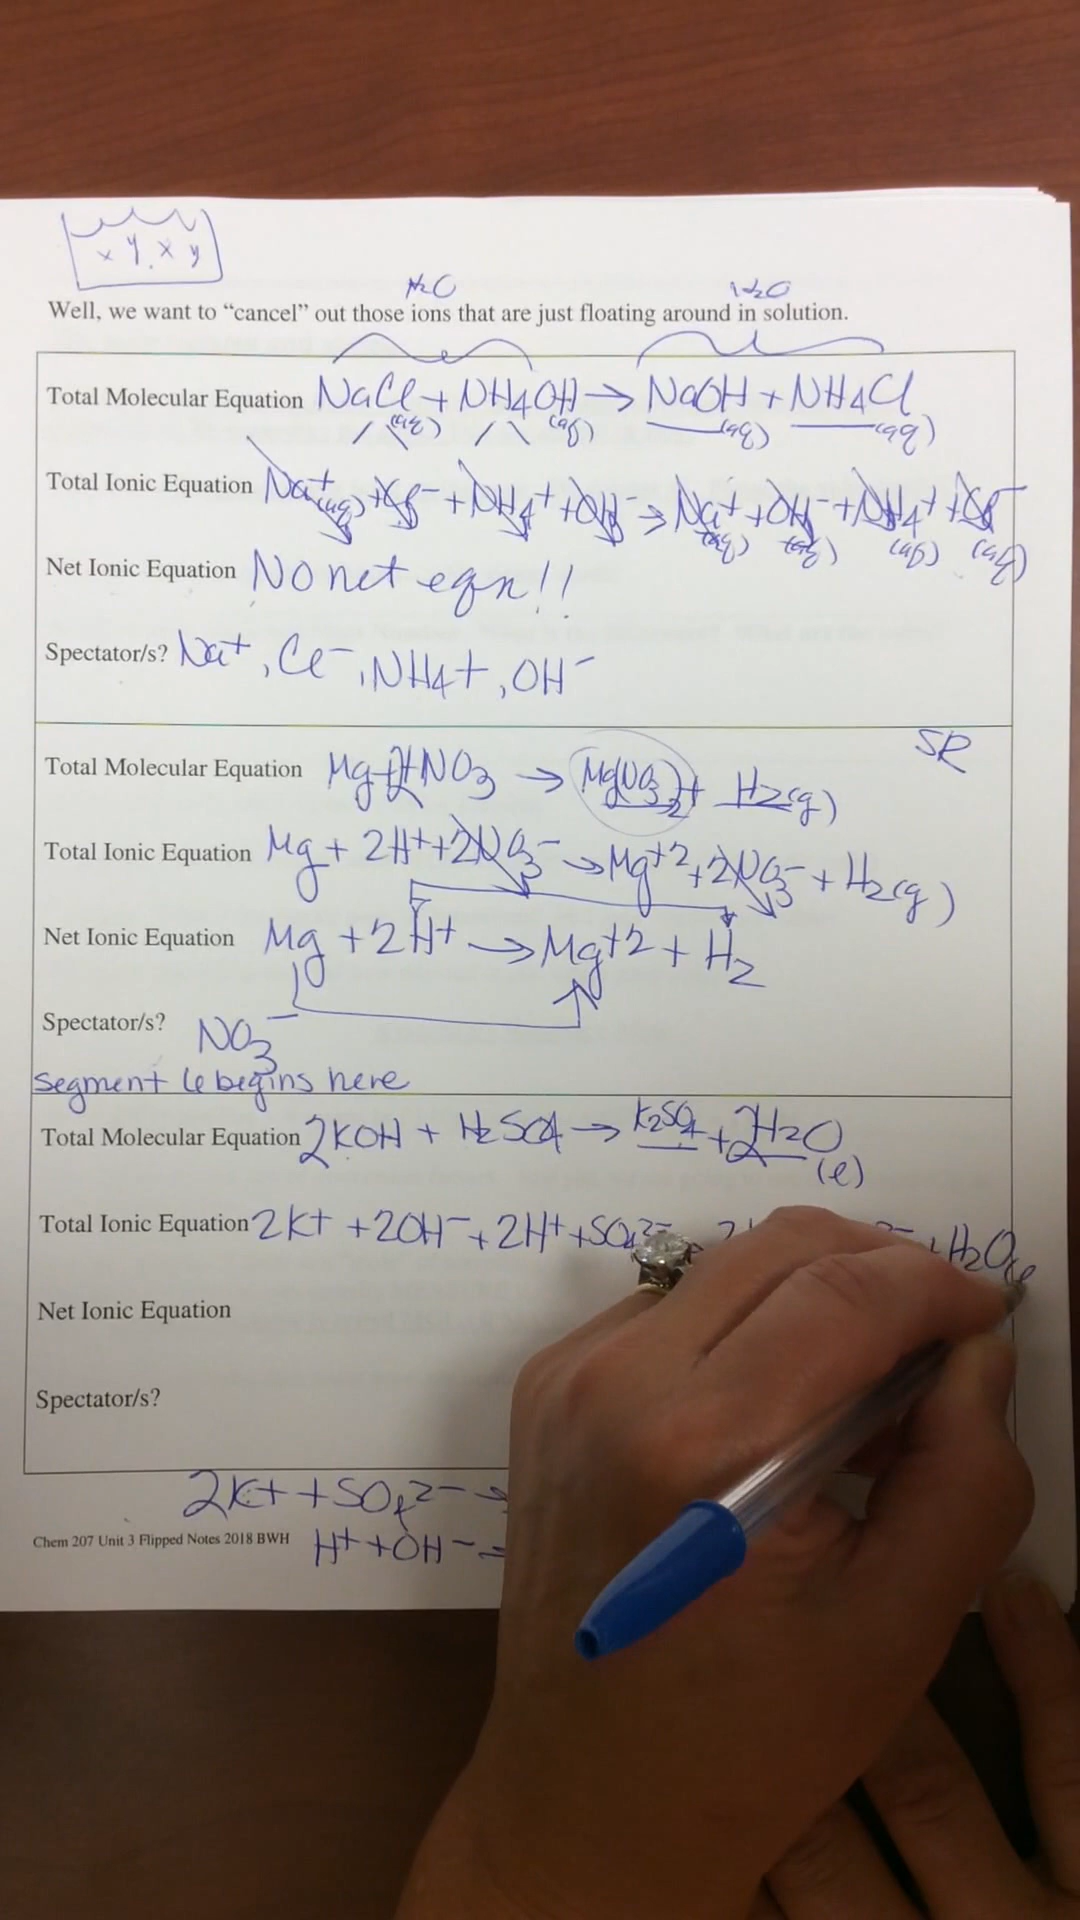 x y x y
H2O H2O
Well, we want to “cancel” out those ions that are just floating around in solution.
Total Molecular Equation NaCl + NH4OH → NaOH + NH4Cl
(aq) (aq) (aq) (aq)
Total Ionic Equation Na+ (aq) + Cl- + NH4+ + OH- → Na+ + OH- + NH4+ + Cl-
(aq) (aq) (aq) (aq)
Net Ionic Equation No net eqn!!
Spectator/s? Na+, Cl-, NH4+, OH-
SR
Total Molecular Equation Mg + 2HNO3 → Mg(NO3)2 + H2(g)
Total Ionic Equation Mg + 2H+ + 2NO3- → Mg+2 + 2NO3- + H2(g)
Net Ionic Equation Mg + 2H+ → Mg+2 + H2
Spectator/s? NO3-
Segment 6 begins here
Total Molecular Equation 2KOH + H2SO4 → K2SO4 + 2H2O
(l)
Total Ionic Equation 2K+ + 2OH- + 2H+ + SO4 2- 2 2- + H2O
Net Ionic Equation
Spectator/s?
2K+ + SO4 2- →
Chem 207 Unit 3 Flipped Notes 2018 BWH
H+ + OH- →